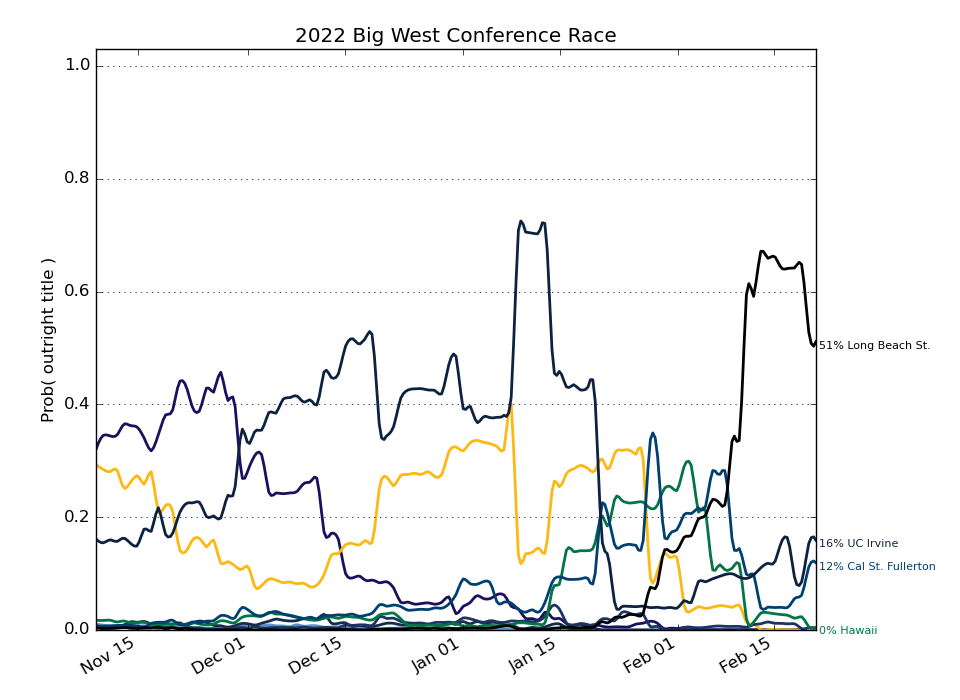 2022 Big West Conference Race
Prob( outright title )
1.0
0.8
0.6
0.4
0.2
0.0
Nov 15
Dec 01
Dec 15
Jan 01
Jan 15
Feb 01
Feb 15
51% Long Beach St.
16% UC Irvine
12% Cal St. Fullerton
0% Hawaii